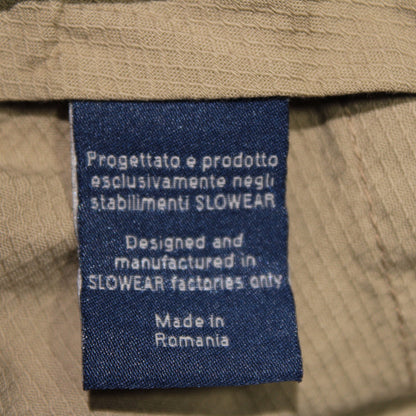 Progettato e prodotto
esclusivamente negli
stabilimenti SLOWEAR
Designed and
manufactured in
SLOWEAR factories only
Made in
Romania